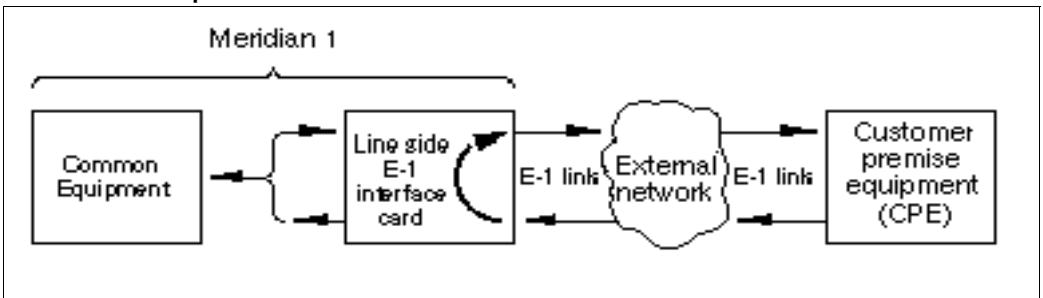 Meridian 1
Common
Equipment
Line side
E-1
interface
card
E-1 link
External
network
E-1 link
Customer
premise
equipment
(CPE)